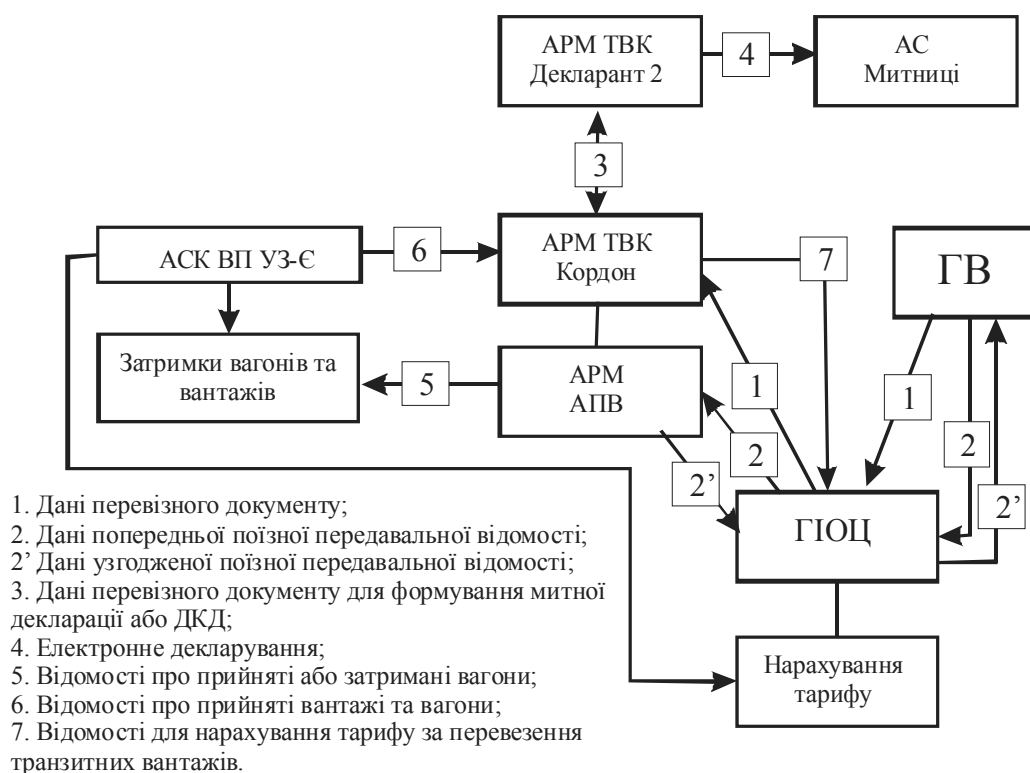 АРМ ТВК
Декларант 2
4
АС
Митниці
3
АСК ВП УЗ-Є
6
АРМ ТВК
Кордон
7
ГВ
Затримки вагонів та
вантажів
5
АРМ
АПВ
1
1
2
2
2’
2’
ГІОЦ
Нарахування
тарифу
1. Дані перевізного документу;
2. Дані попередньої поїзної передавальної відомості;
2’ Дані узгодженої поїзної передавальної відомості;
3. Дані перевізного документу для формування митної
декларації або ДКД;
4. Електронне декларування;
5. Відомості про прийняті або затримані вагони;
6. Відомості про прийняті вантажі та вагони;
7. Відомості для нарахування тарифу за перевезення
транзитних вантажів.